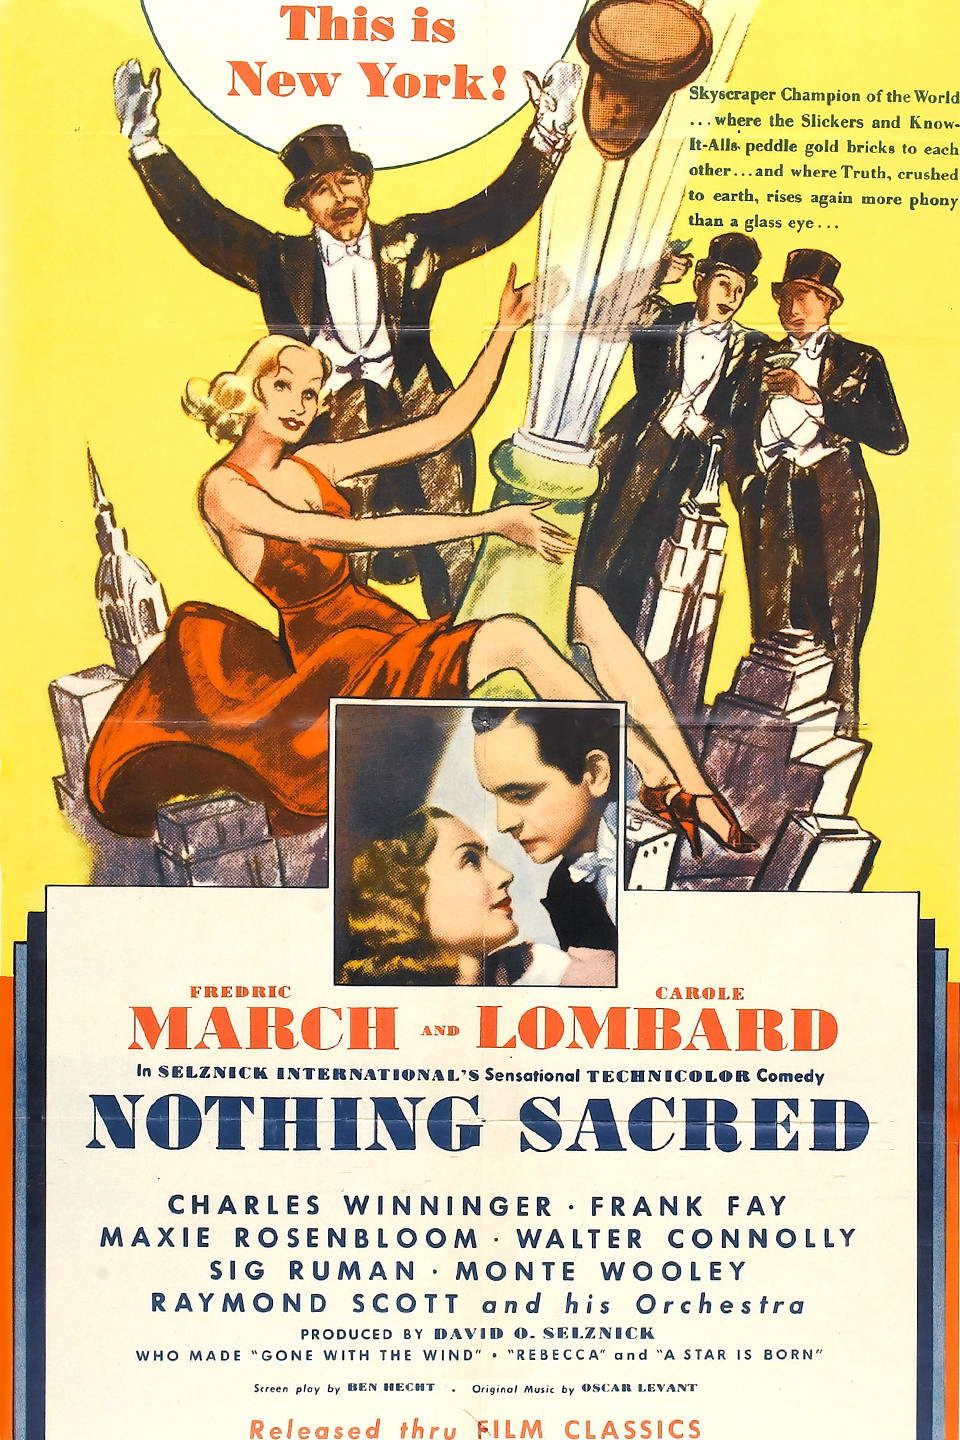 This is
New York!
Skyscraper Champion of the World
...where the Slickers and Know-
It-Alls peddle gold bricks to each
other...and where Truth, crushed
to earth, rises again more phony
than a glass eye...
FREDRIC CAROLE
MARCH AND LOMBARD
In SELZNICK INTERNATIONAL'S Sensational TECHNICOLOR Comedy
NOTHING SACRED
CHARLES WINNINGER · FRANK FAY
MAXIE ROSENBLOOM · WALTER CONNOLLY
SIG RUMAN · MONTE WOOLEY
RAYMOND SCOTT and his Orchestra
PRODUCED BY DAVID O. SELZNICK
WHO MADE "GONE WITH THE WIND" • "REBECCA" and "A STAR IS BORN"
Screen play by BEN HECHT . Original Music by OSCAR LEVANT
Released thru FILM CLASSICS